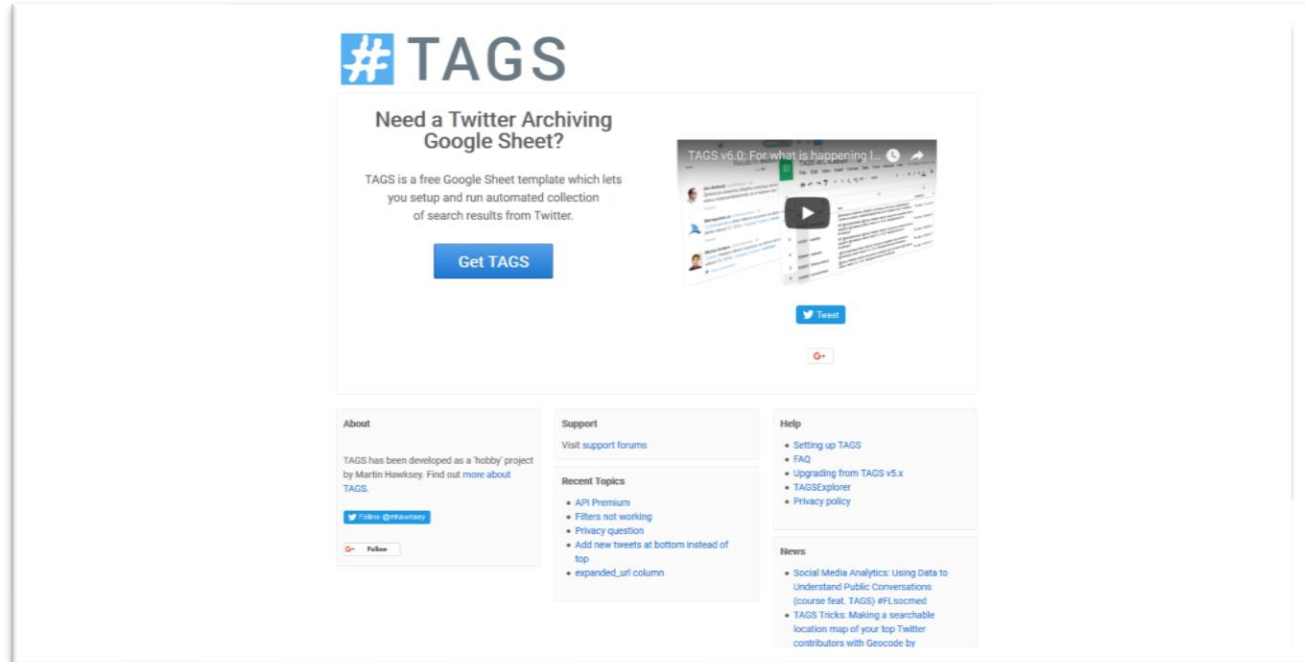 # TAGS
Need a Twitter Archiving
Google Sheet?
TAGS is a free Google Sheet template which lets
you setup and run automated collection
of search results from Twitter.
Get TAGS
TAGS v6.0: For what is happening l...
Tweet
G+
About
TAGS has been developed as a 'hobby' project
by Martin Hawksey. Find out more about
TAGS.
Follow @mhawksey
G+ Follow
Support
Visit support forums
Recent Topics
• API Premium
• Filters not working
• Privacy question
• Add new tweets at bottom instead of
top
• expanded_url column
Help
• Setting up TAGS
• FAQ
• Upgrading from TAGS v5.x
• TAGSExplorer
• Privacy policy
News
• Social Media Analytics: Using Data to
Understand Public Conversations
(course feat. TAGS) #FLsocmed
• TAGS Tricks: Making a searchable
location map of your top Twitter
contributors with Geocode by